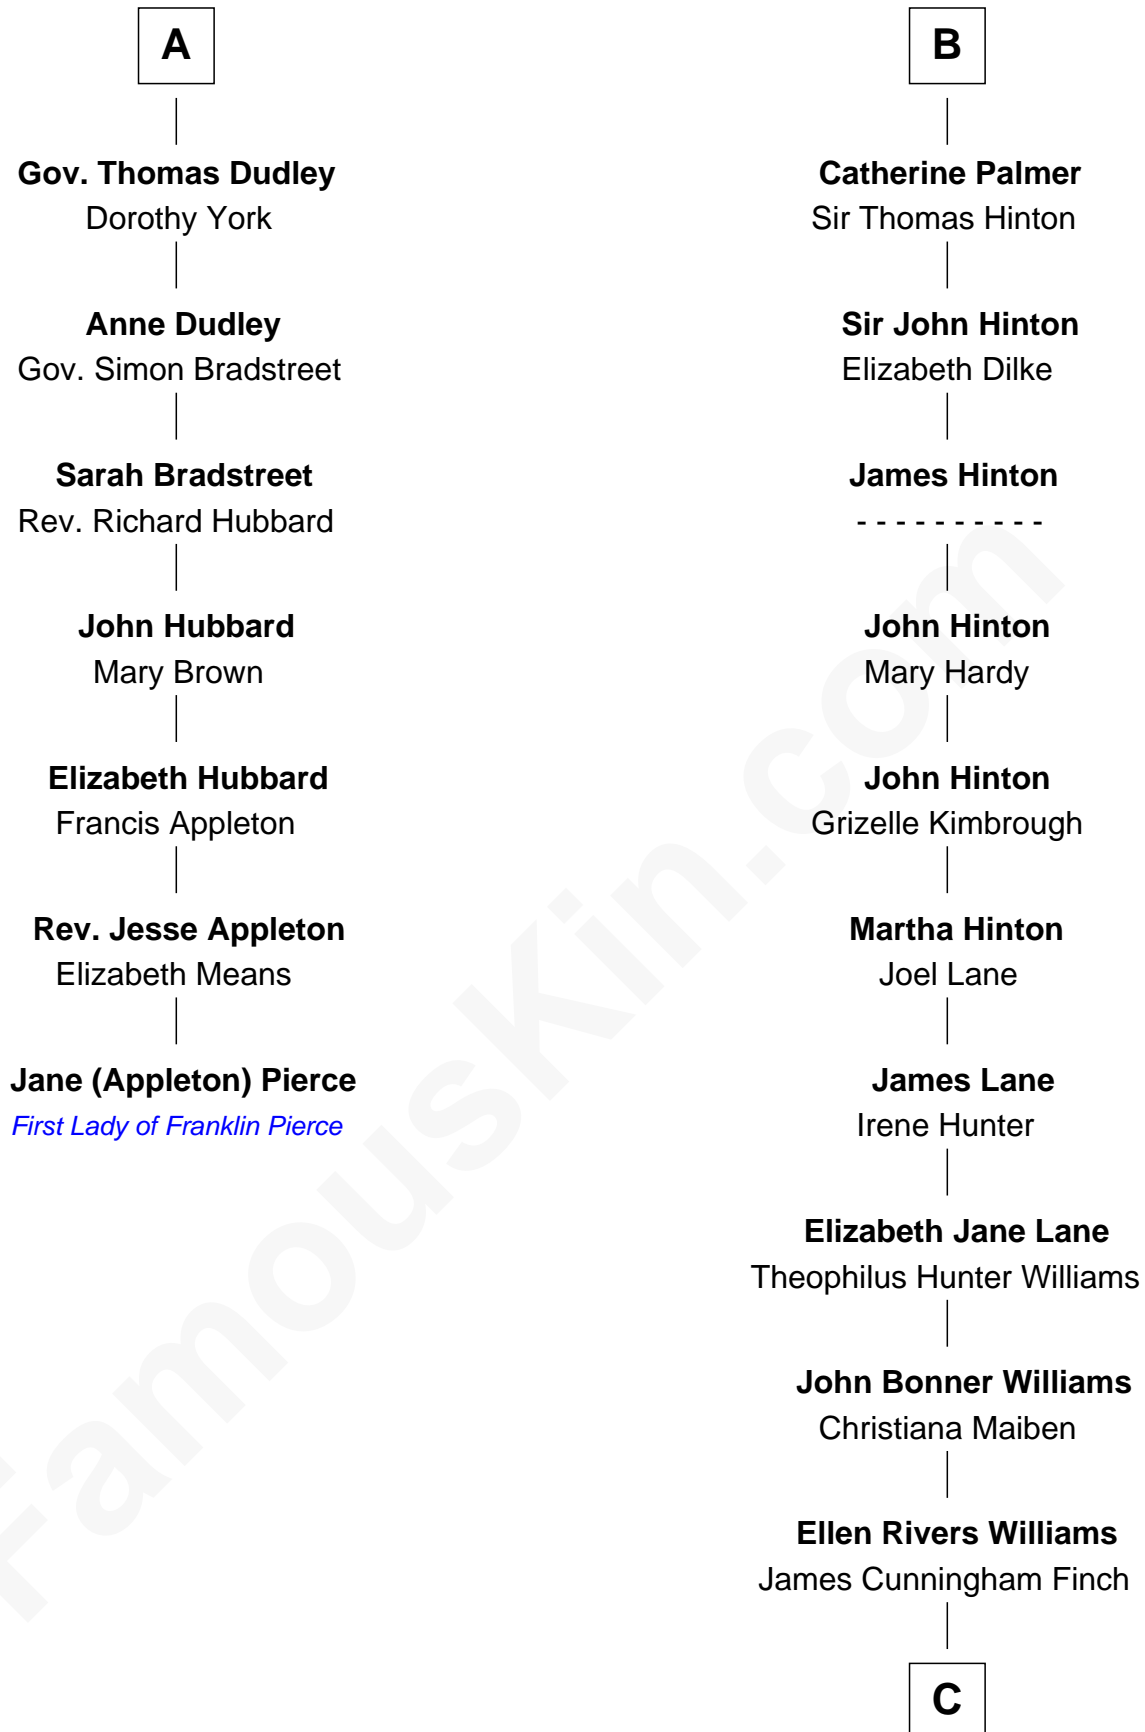 A
Gov. Thomas Dudley
Dorothy York
Anne Dudley
Gov. Simon Bradstreet
Sarah Bradstreet
Rev. Richard Hubbard
John Hubbard
Mary Brown
Elizabeth Hubbard
Francis Appleton
Rev. Jesse Appleton
Elizabeth Means
Jane (Appleton) Pierce
First Lady of Franklin Pierce
B
Catherine Palmer
Sir Thomas Hinton
Sir John Hinton
Elizabeth Dilke
James Hinton
- - - - - - - - - -
John Hinton
Mary Hardy
John Hinton
Grizelle Kimbrough
Martha Hinton
Joel Lane
James Lane
Irene Hunter
Elizabeth Jane Lane
Theophilus Hunter Williams
John Bonner Williams
Christiana Maiben
Ellen Rivers Williams
James Cunningham Finch
C
FamousKin.com